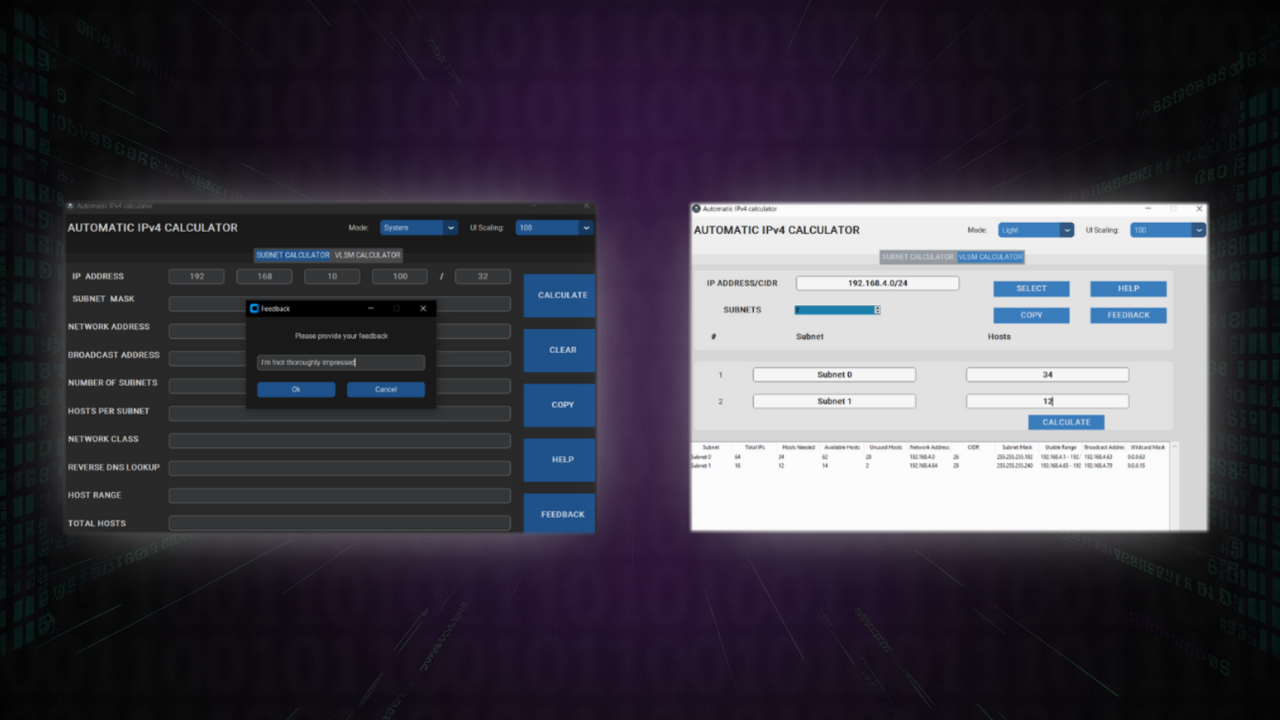 Automatic IPv4 calculator
AUTOMATIC IPv4 CALCULATOR
Mode: System
UI Scaling: 100
SUBNET CALCULATOR VLSM CALCULATOR
IP ADDRESS 192 168 10 100 / 32
SUBNET MASK
NETWORK ADDRESS
BROADCAST ADDRESS
NUMBER OF SUBNETS
HOSTS PER SUBNET
NETWORK CLASS
REVERSE DNS LOOKUP
HOST RANGE
TOTAL HOSTS
CALCULATE
CLEAR
COPY
HELP
FEEDBACK
Feedback
Please provide your feedback
I'm !not thoroughly impressed
Ok Cancel
Automatic IPv4 calculator
AUTOMATIC IPv4 CALCULATOR
Mode: Light
UI Scaling: 100
SUBNET CALCULATOR VLSM CALCULATOR
IP ADDRESS/CIDR 192.168.4.0/24
SELECT HELP
SUBNETS
COPY FEEDBACK
# Subnet Hosts
1 Subnet 0 34
2 Subnet 1 12
CALCULATE
Subnet Total IPs Hosts Needed Available Hosts Unused Hosts Network Address CIDR Subnet Mask Usable Range Broadcast Addre Wildcard Mask
Subnet 0 64 34 62 28 192.168.4.0 26 255.255.255.192 192.168.4.1 - 192. 192.168.4.63 0.0.0.63
Subnet 1 16 12 14 2 192.168.4.64 28 255.255.255.240 192.168.4.65 - 192 192.168.4.79 0.0.0.15